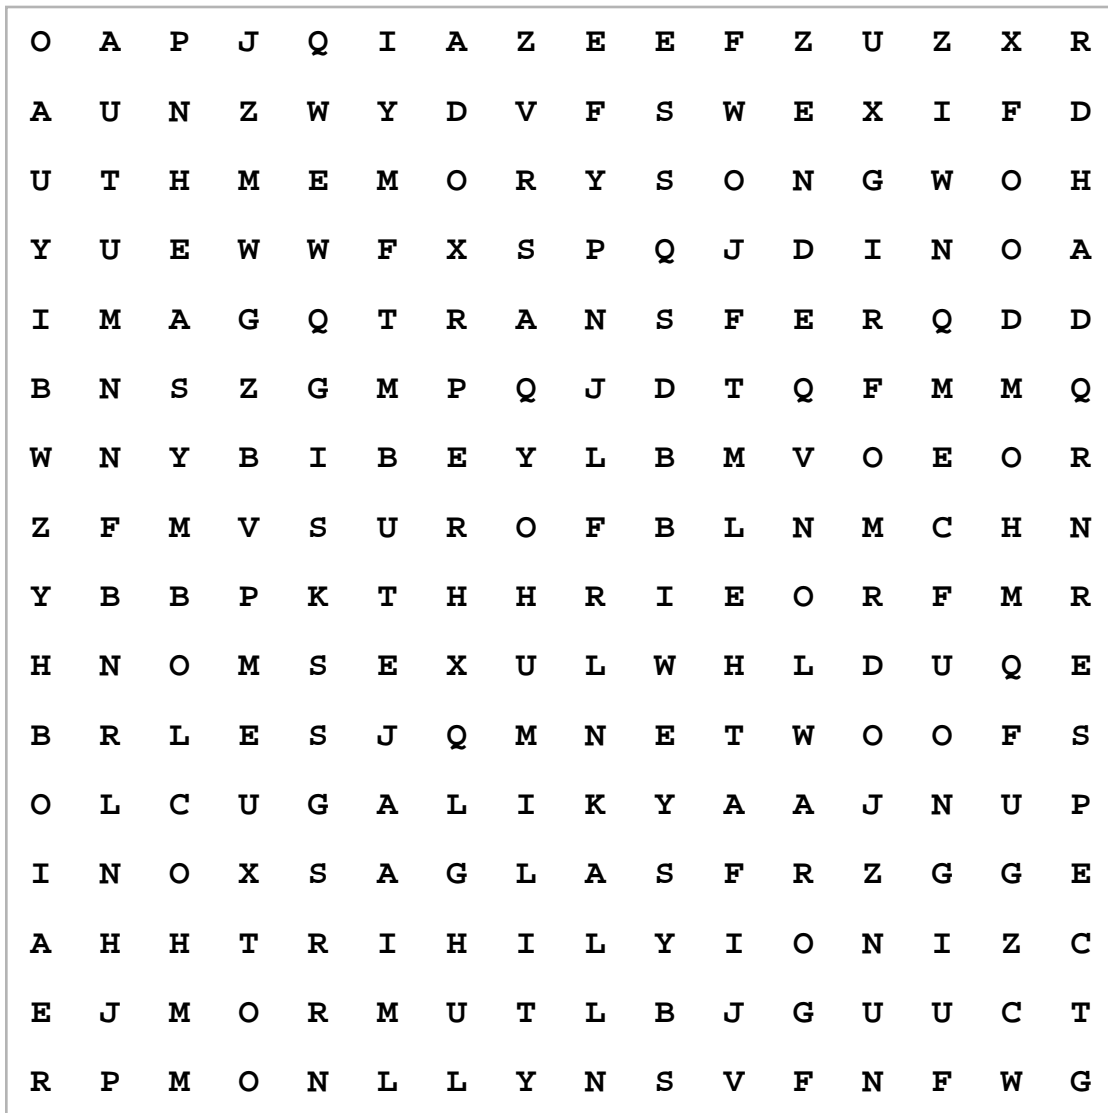 O A P J Q I A Z E E F Z U Z X R
A U N Z W Y D V F S W E X I F D
U T H M E M O R Y S O N G W O H
Y U E W W F X S P Q J D I N O A
I M A G Q T R A N S F E R Q D D
B N S Z G M P Q J D T Q F M M Q
W N Y B I B E Y L B M V O E O R
Z F M V S U R O F B L N M C H N
Y B B P K T H H R I E O R F M R
H N O M S E X U L W H L D U Q E
B R L E S J Q M N E T W O O F S
O L C U G A L I K Y A A J N U P
I N O X S A G L A S F R Z G G E
A H H T R I H I L Y I O N I Z C
E J M O R M U T L B J G U U C T
R P M O N L L Y N S V F N F W G